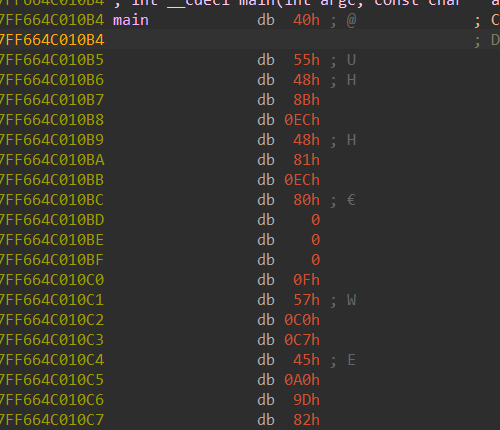 7FF664C010B4 ; int __cdecl main(int argc, const char
7FF664C010B4 main db 40h ; @ ; C
7FF664C010B4 ; D
7FF664C010B5 db 55h ; U
7FF664C010B6 db 48h ; H
7FF664C010B7 db 8Bh
7FF664C010B8 db 0ECh
7FF664C010B9 db 48h ; H
7FF664C010BA db 81h
7FF664C010BB db 0ECh
7FF664C010BC db 80h ; €
7FF664C010BD db 0
7FF664C010BE db 0
7FF664C010BF db 0
7FF664C010C0 db 0Fh
7FF664C010C1 db 57h ; W
7FF664C010C2 db 0C0h
7FF664C010C3 db 0C7h
7FF664C010C4 db 45h ; E
7FF664C010C5 db 0A0h
7FF664C010C6 db 9Dh
7FF664C010C7 db 82h